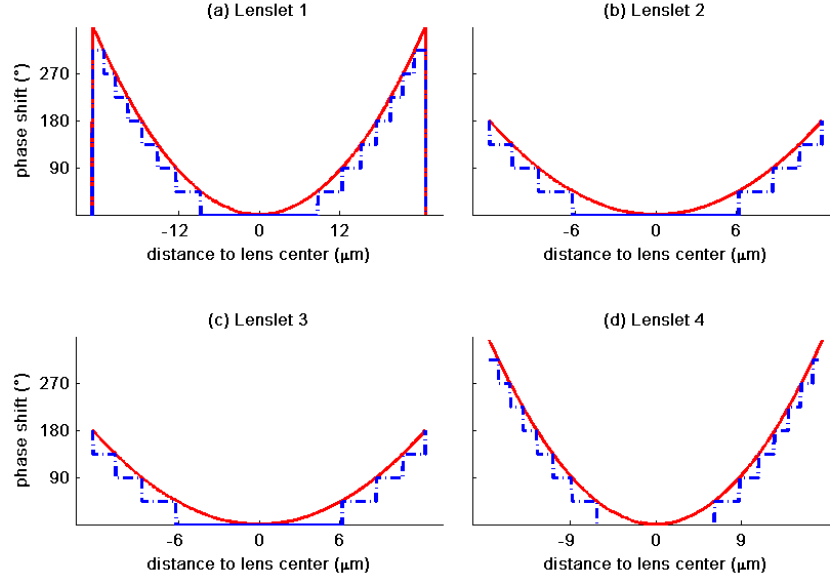 (a) Lenslet 1
phase shift (°)
270
180
90
-12 0 12
distance to lens center (μm)
(b) Lenslet 2
-6 0 6
distance to lens center (μm)
(c) Lenslet 3
phase shift (°)
270
180
90
-6 0 6
distance to lens center (μm)
(d) Lenslet 4
-9 0 9
distance to lens center (μm)